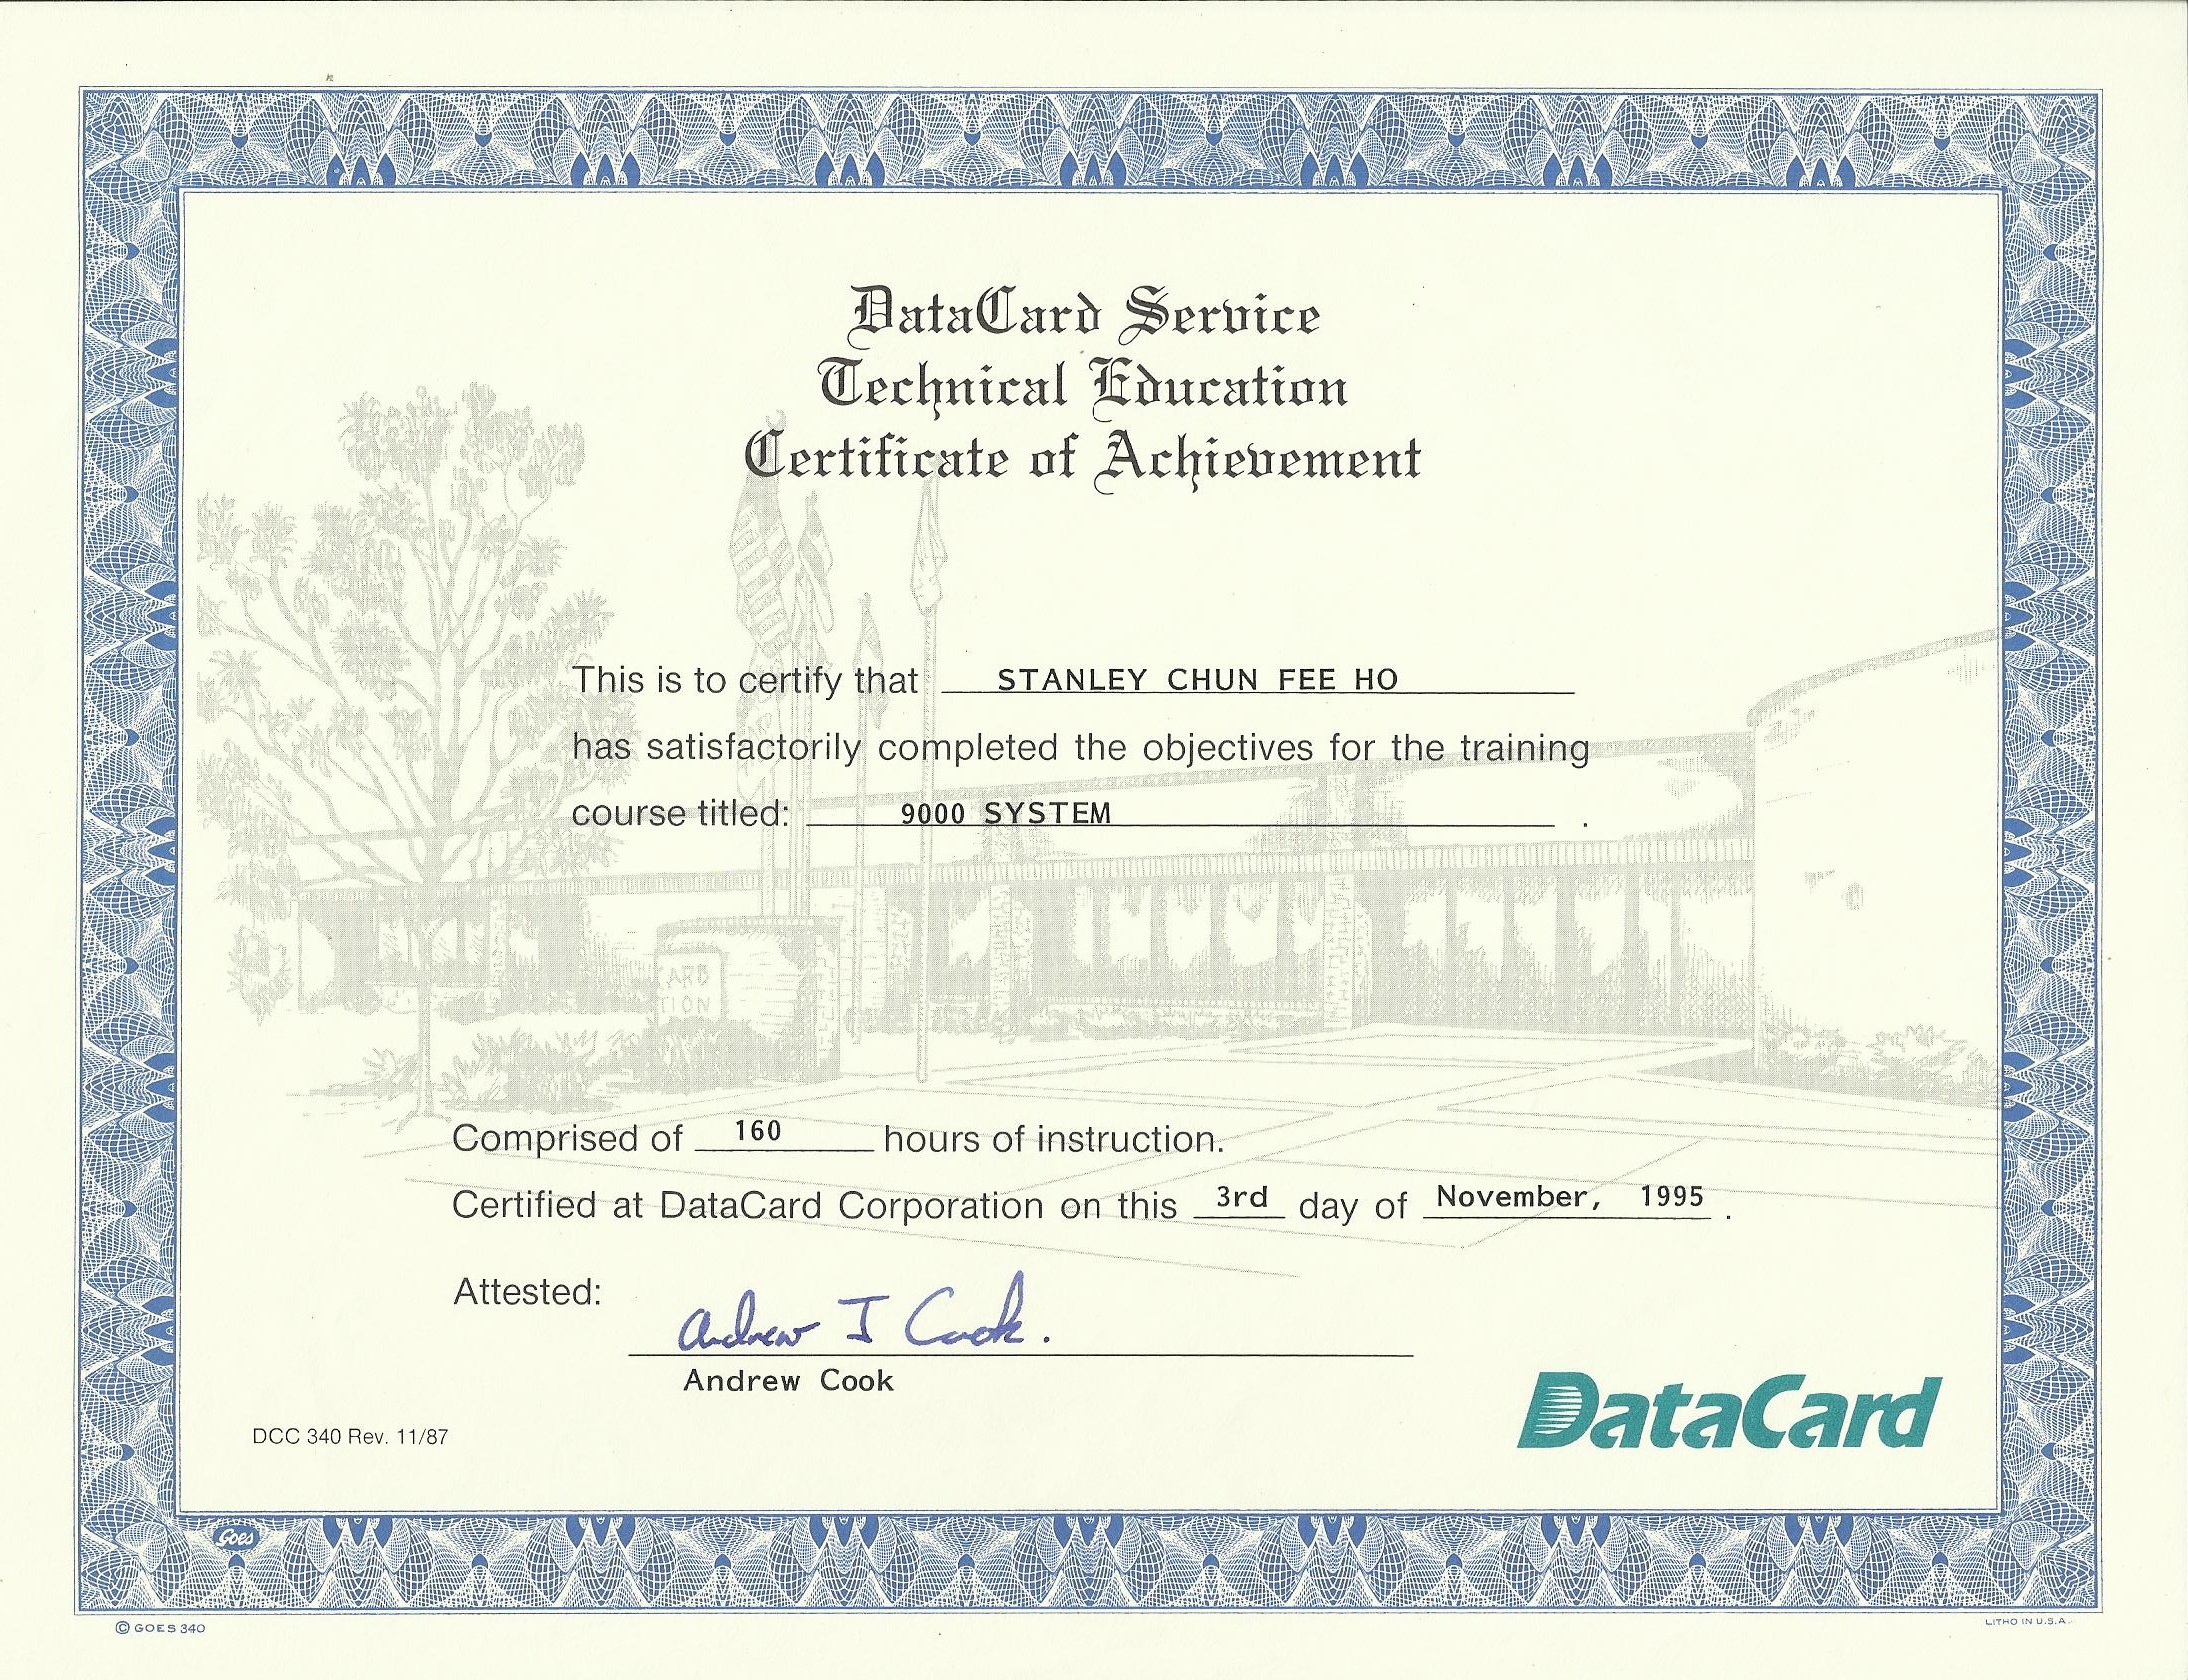 DataCard Service
Technical Education
Certificate of Achievement
This is to certify that STANLEY CHUN FEE HO
has satisfactorily completed the objectives for the training
course titled: 9000 SYSTEM .
ARD
TION
Comprised of 160 hours of instruction.
Certified at DataCard Corporation on this 3rd day of November, 1995 .
Attested: Andrew J Cook.
Andrew Cook
DataCard
DCC 340 Rev. 11/87
Goes
© GOES 340
LITHO IN U.S.A.